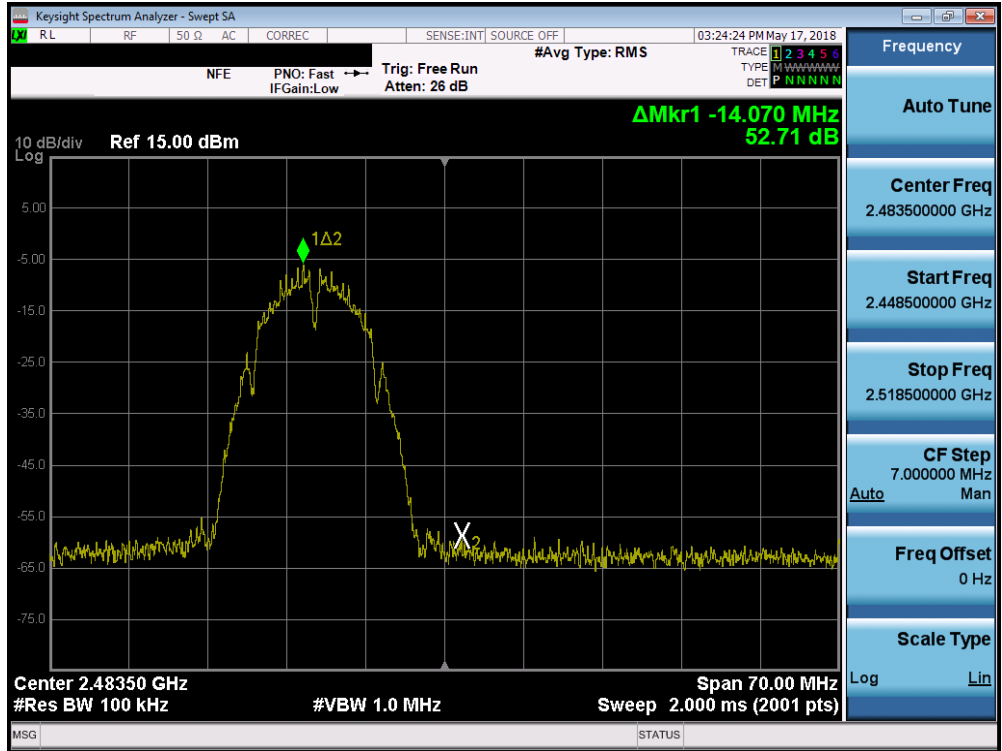 Keysight Spectrum Analyzer - Swept SA
LXI RL RF 50 Ω AC CORREC SENSE:INT SOURCE OFF 03:24:24 PM May 17, 2018
#Avg Type: RMS
TRACE 1 2 3 4 5 6
TYPE M W W W W W
DET P N N N N N
NFE PNO: Fast Trig: Free Run
IFGain:Low Atten: 26 dB
ΔMkr1 -14.070 MHz
52.71 dB
10 dB/div Ref 15.00 dBm
Log
5.00
1Δ2
-5.00
-15.0
-25.0
-35.0
-45.0
-55.0
X2
-65.0
-75.0
Center 2.48350 GHz Span 70.00 MHz
#Res BW 100 kHz #VBW 1.0 MHz Sweep 2.000 ms (2001 pts)
MSG STATUS
Frequency
Auto Tune
Center Freq
2.483500000 GHz
Start Freq
2.448500000 GHz
Stop Freq
2.518500000 GHz
CF Step
7.000000 MHz
Auto Man
Freq Offset
0 Hz
Scale Type
Log Lin